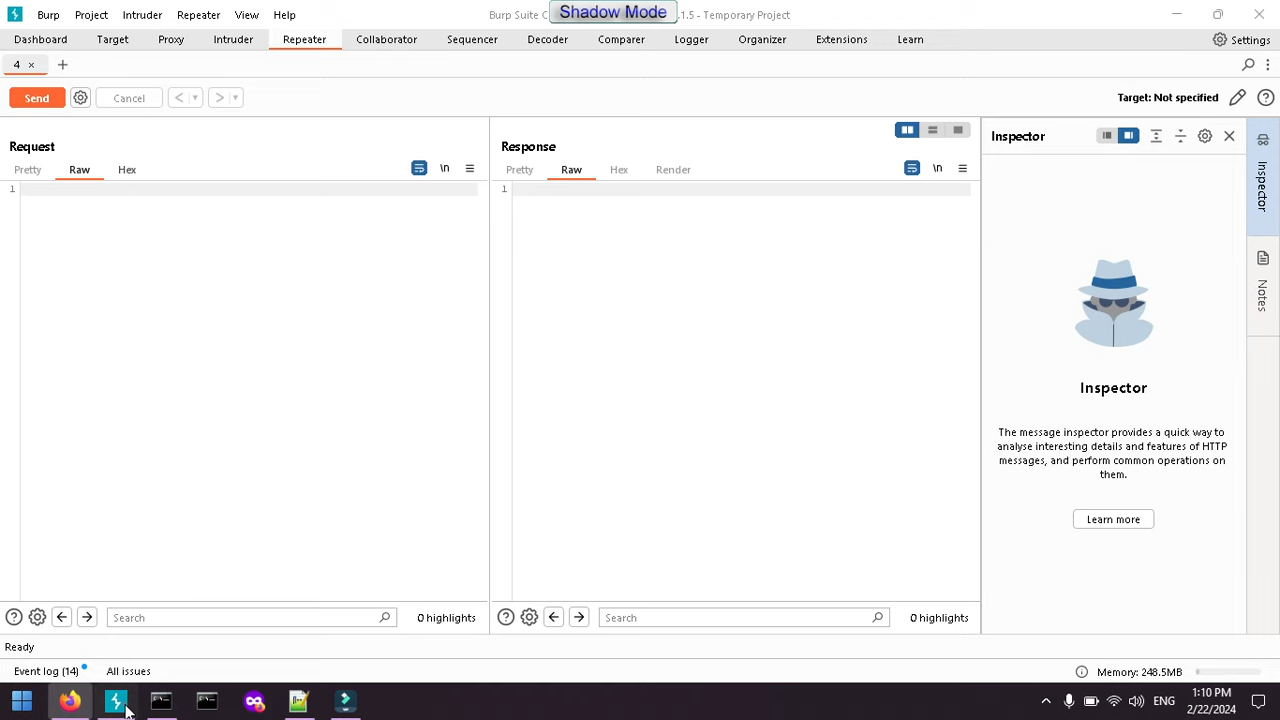 Burp Project Intruder Repeater View Help Burp Suite C .1.5 - Temporary Project
Shadow Mode
Dashboard Target Proxy Intruder Repeater Collaborator Sequencer Decoder Comparer Logger Organizer Extensions Learn Settings
4 × +
Send Cancel < > Target: Not specified
Request Response Inspector
Pretty Raw Hex \n Pretty Raw Hex Render \n
1 1
Inspector
Notes
Inspector
The message inspector provides a quick way to
analyse interesting details and features of HTTP
messages, and perform common operations on
them.
Learn more
Search 0 highlights Search 0 highlights
Ready
Event log (14) All issues Memory: 248.5MB
ENG 1:10 PM
2/22/2024